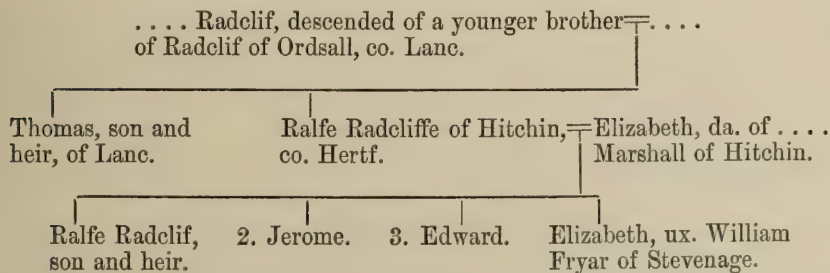 . . . . Radclif, descended of a younger brother=. . . .
of Radclif of Ordsall, co. Lanc.
Thomas, son and
heir, of Lanc.
Ralfe Radcliffe of Hitchin,=Elizabeth, da. of . . . .
co. Hertf.
Marshall of Hitchin.
Ralfe Radclif,
son and heir.
2. Jerome.
3. Edward.
Elizabeth, ux. William
Fryar of Stevenage.